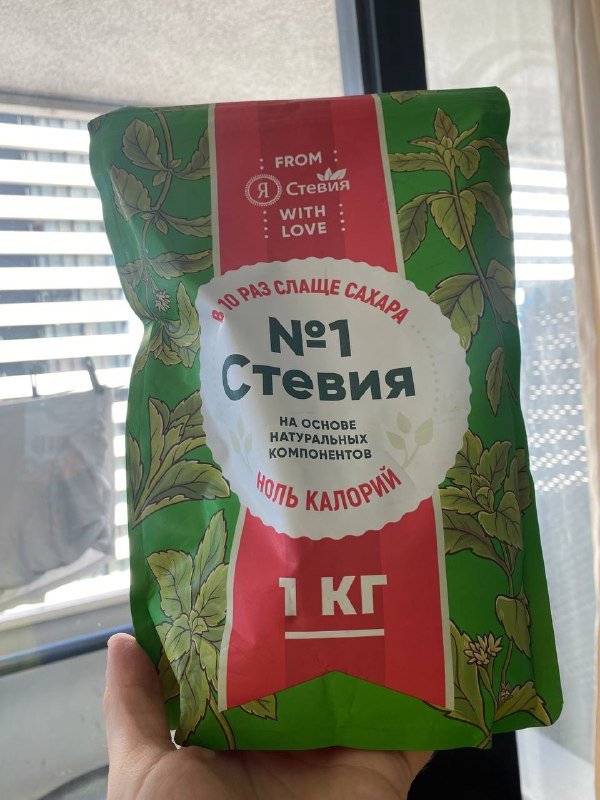 FROM
Я Стевия
WITH
LOVE
В 10 РАЗ СЛАЩЕ САХАРА
№1
Стевия
НА ОСНОВЕ
НАТУРАЛЬНЫХ
КОМПОНЕНТОВ
НОЛЬ КАЛОРИЙ
1 КГ